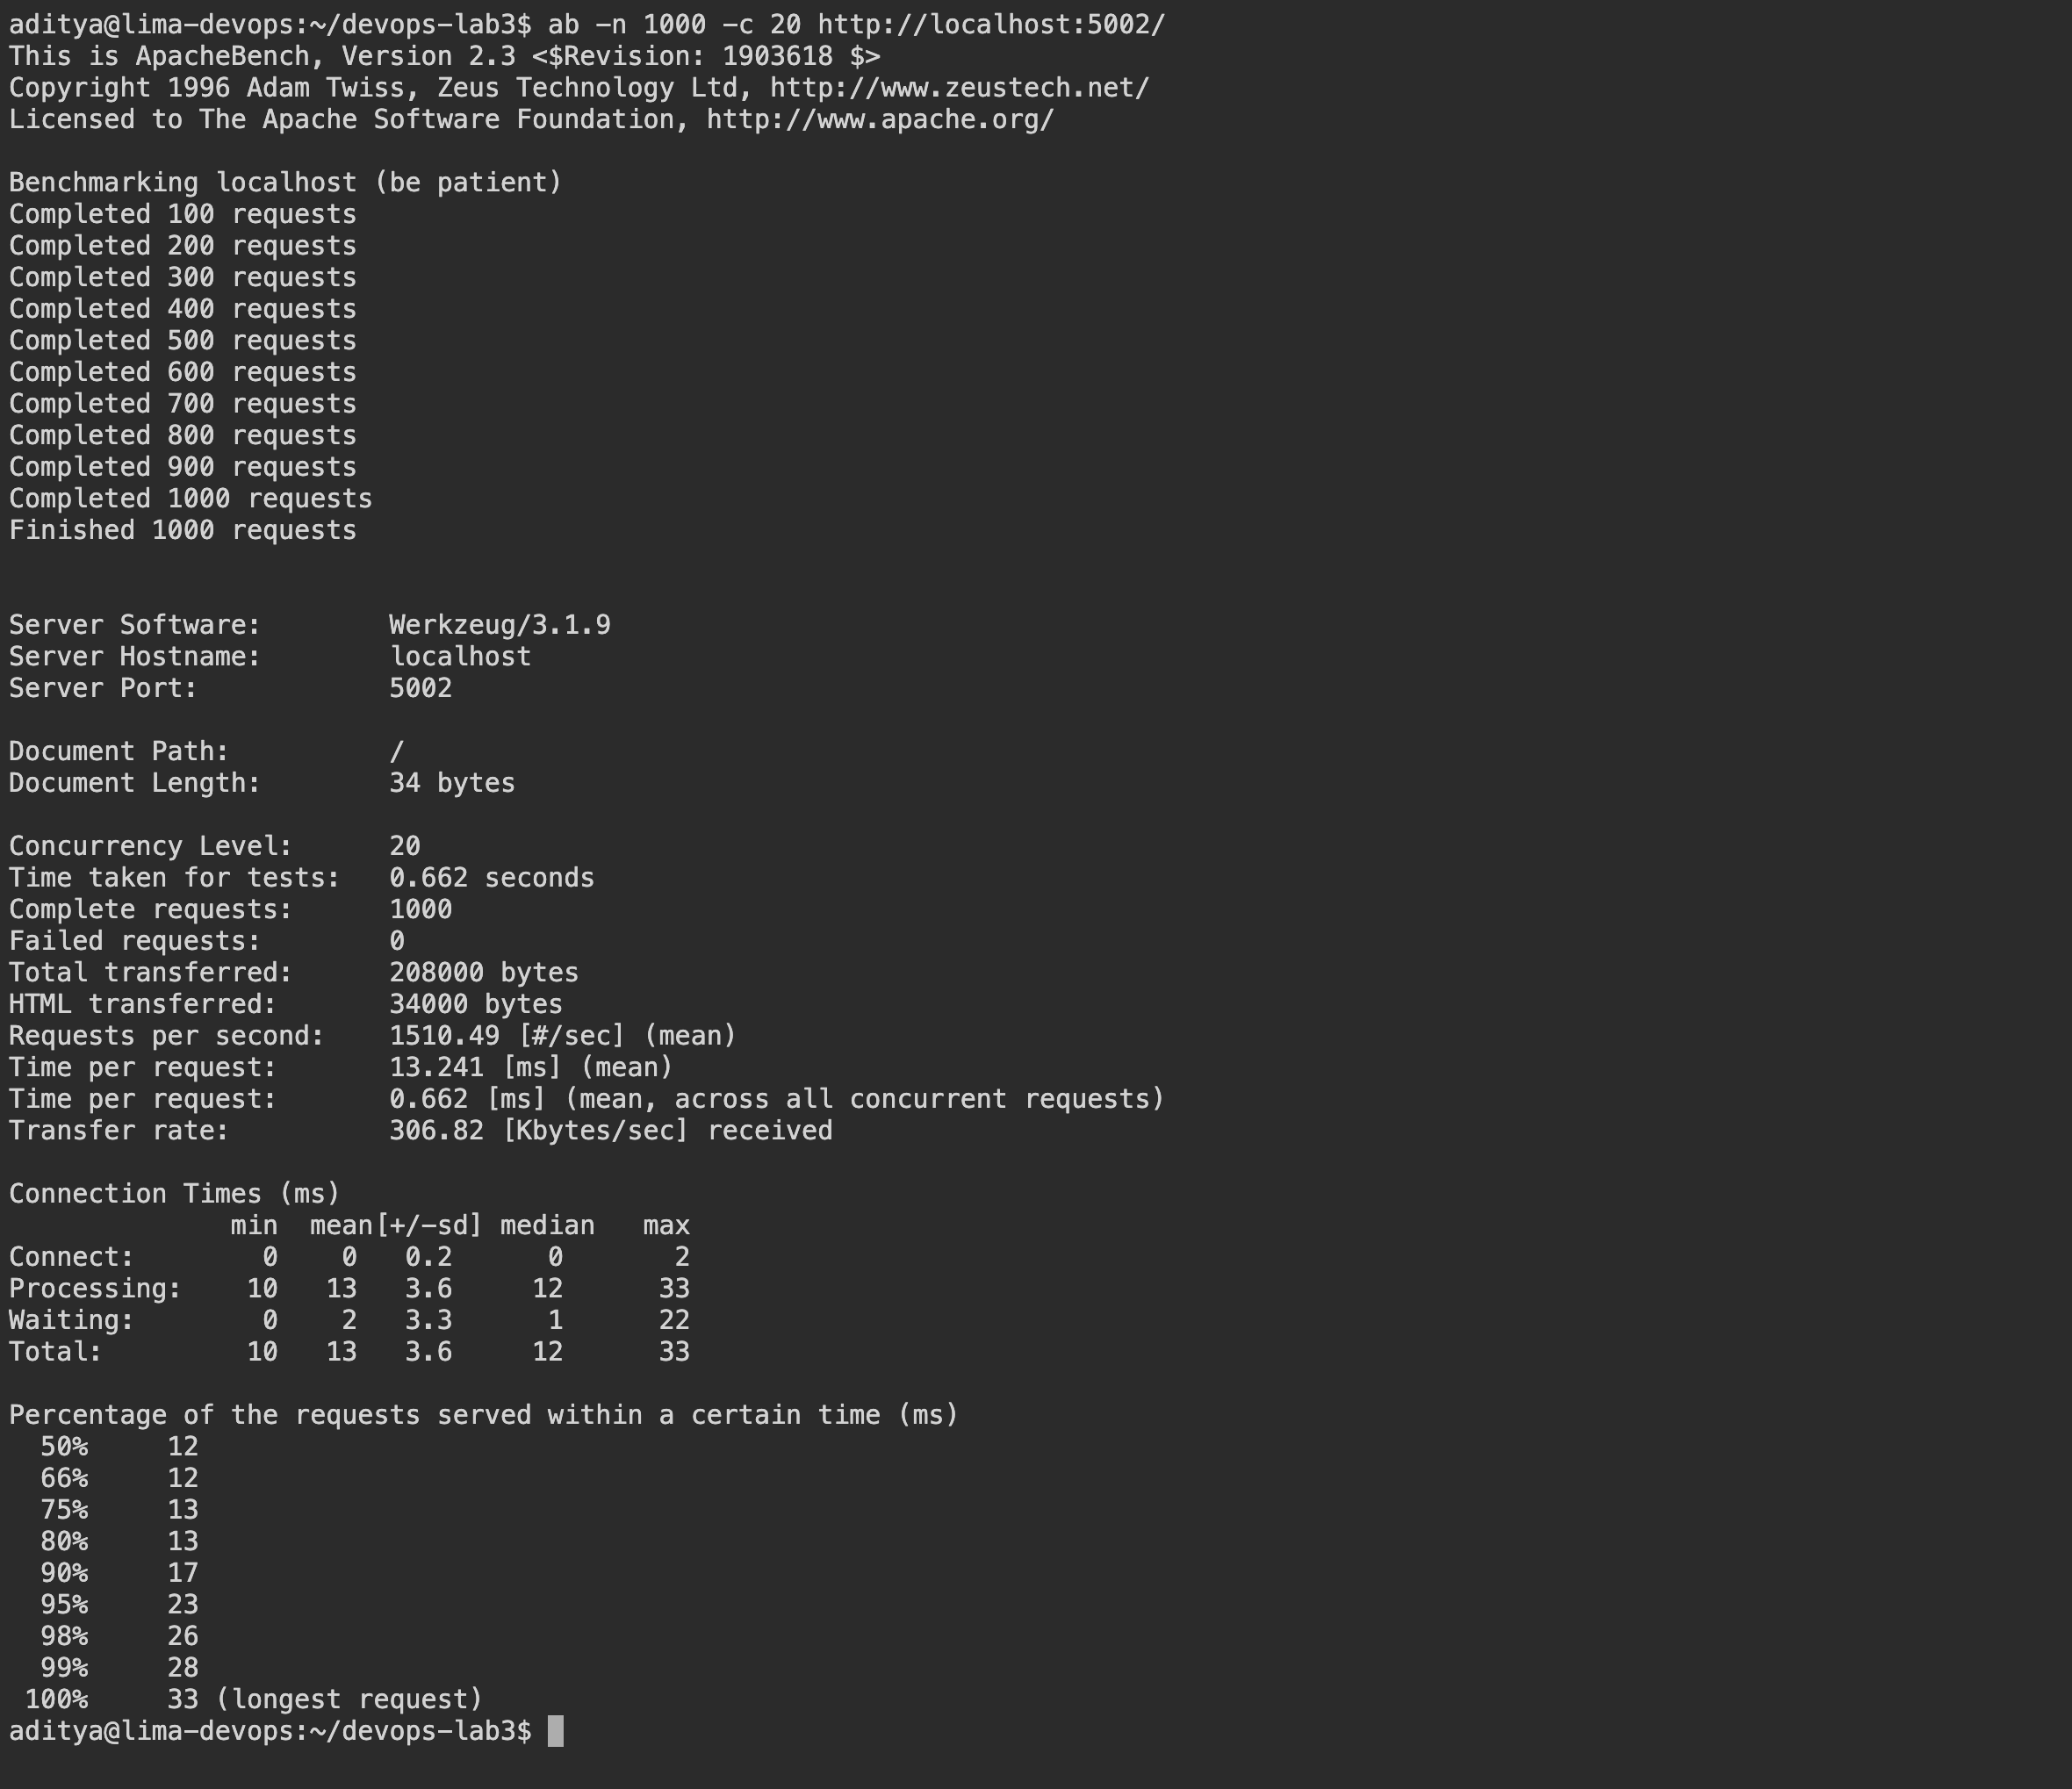 aditya@lima-devops:~/devops-lab3$ ab -n 1000 -c 20 http://localhost:5002/
This is ApacheBench, Version 2.3 <$Revision: 1903618 $>
Copyright 1996 Adam Twiss, Zeus Technology Ltd, http://www.zeustech.net/
Licensed to The Apache Software Foundation, http://www.apache.org/

Benchmarking localhost (be patient)
Completed 100 requests
Completed 200 requests
Completed 300 requests
Completed 400 requests
Completed 500 requests
Completed 600 requests
Completed 700 requests
Completed 800 requests
Completed 900 requests
Completed 1000 requests
Finished 1000 requests


Server Software:        Werkzeug/3.1.9
Server Hostname:        localhost
Server Port:            5002

Document Path:          /
Document Length:        34 bytes

Concurrency Level:      20
Time taken for tests:   0.662 seconds
Complete requests:      1000
Failed requests:        0
Total transferred:      208000 bytes
HTML transferred:       34000 bytes
Requests per second:    1510.49 [#/sec] (mean)
Time per request:       13.241 [ms] (mean)
Time per request:       0.662 [ms] (mean, across all concurrent requests)
Transfer rate:          306.82 [Kbytes/sec] received

Connection Times (ms)
              min  mean[+/-sd] median   max
Connect:        0    0   0.2      0       2
Processing:    10   13   3.6     12      33
Waiting:        0    2   3.3      1      22
Total:         10   13   3.6     12      33

Percentage of the requests served within a certain time (ms)
  50%     12
  66%     12
  75%     13
  80%     13
  90%     17
  95%     23
  98%     26
  99%     28
 100%     33 (longest request)
aditya@lima-devops:~/devops-lab3$